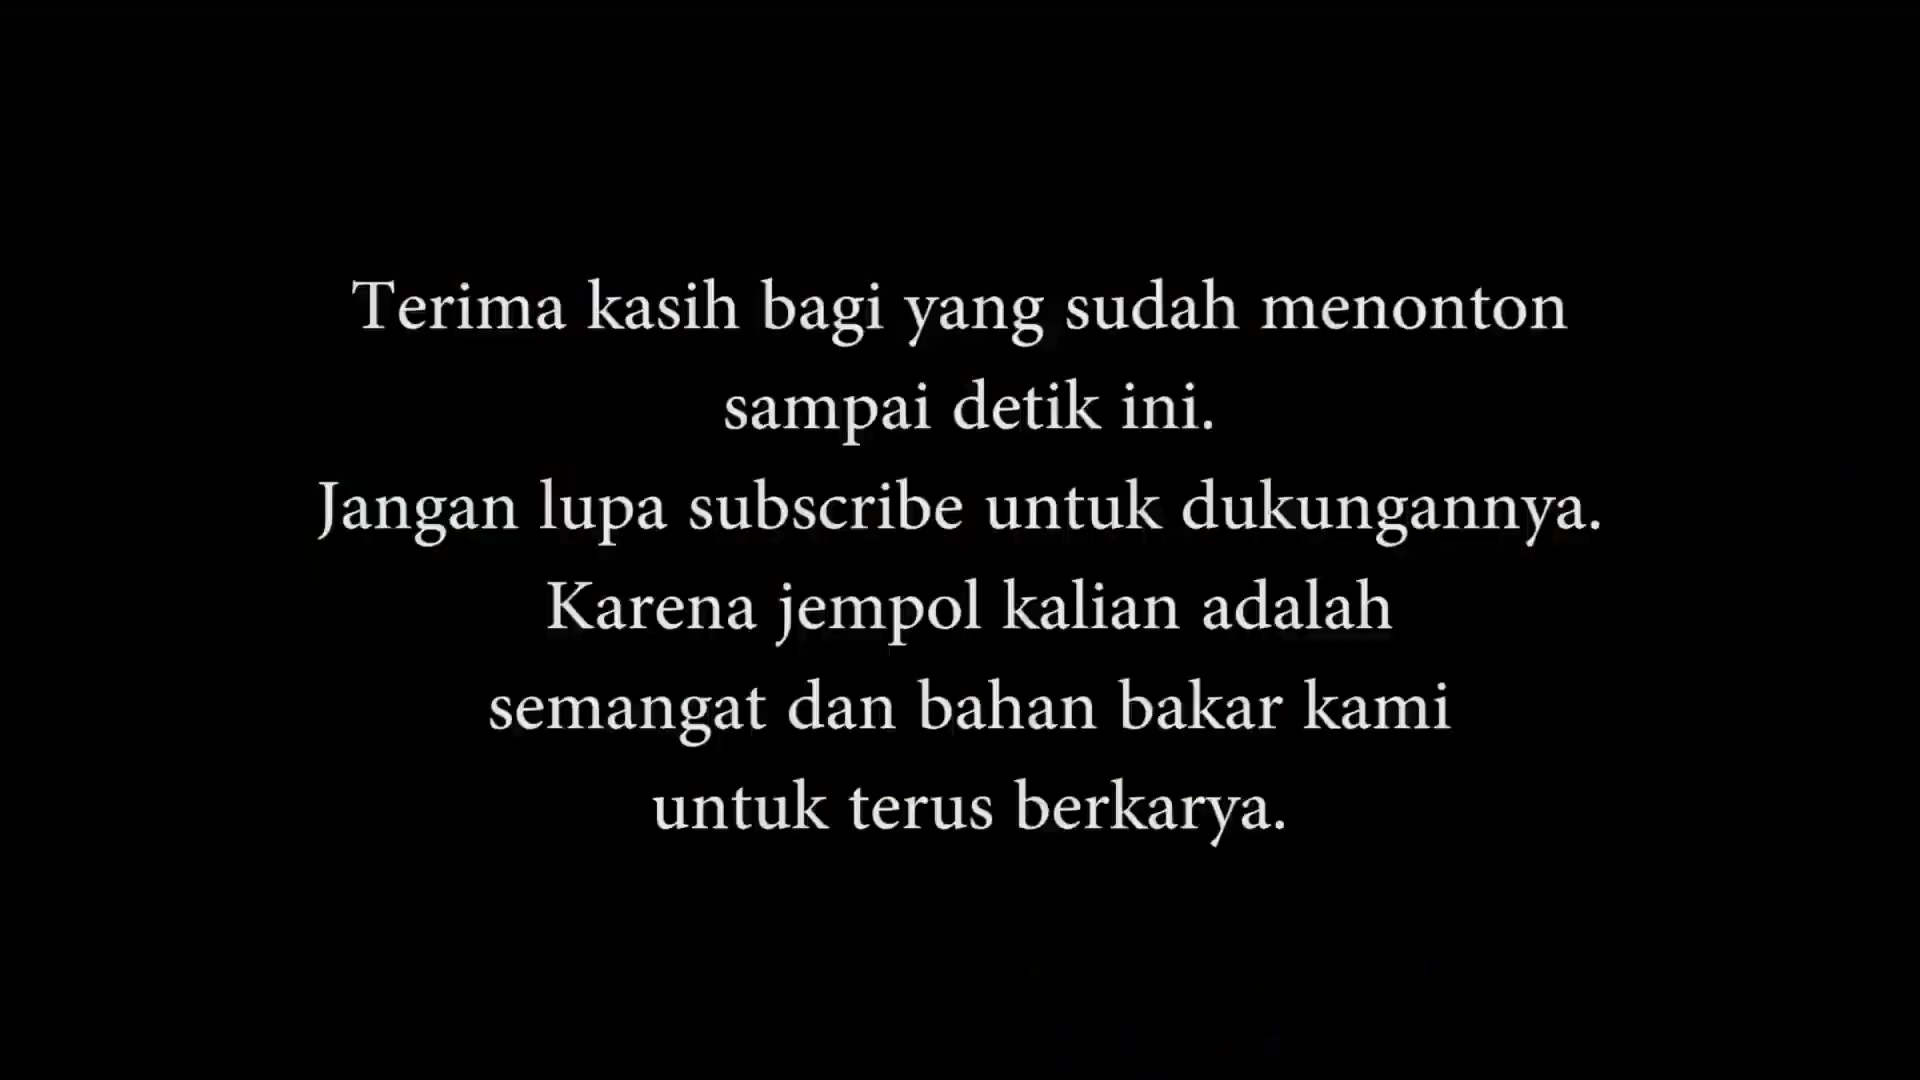 Terima kasih bagi yang sudah menonton
sampai detik ini.
Jangan lupa subscribe untuk dukungannya.
Karena jempol kalian adalah
semangat dan bahan bakar kami
untuk terus berkarya.